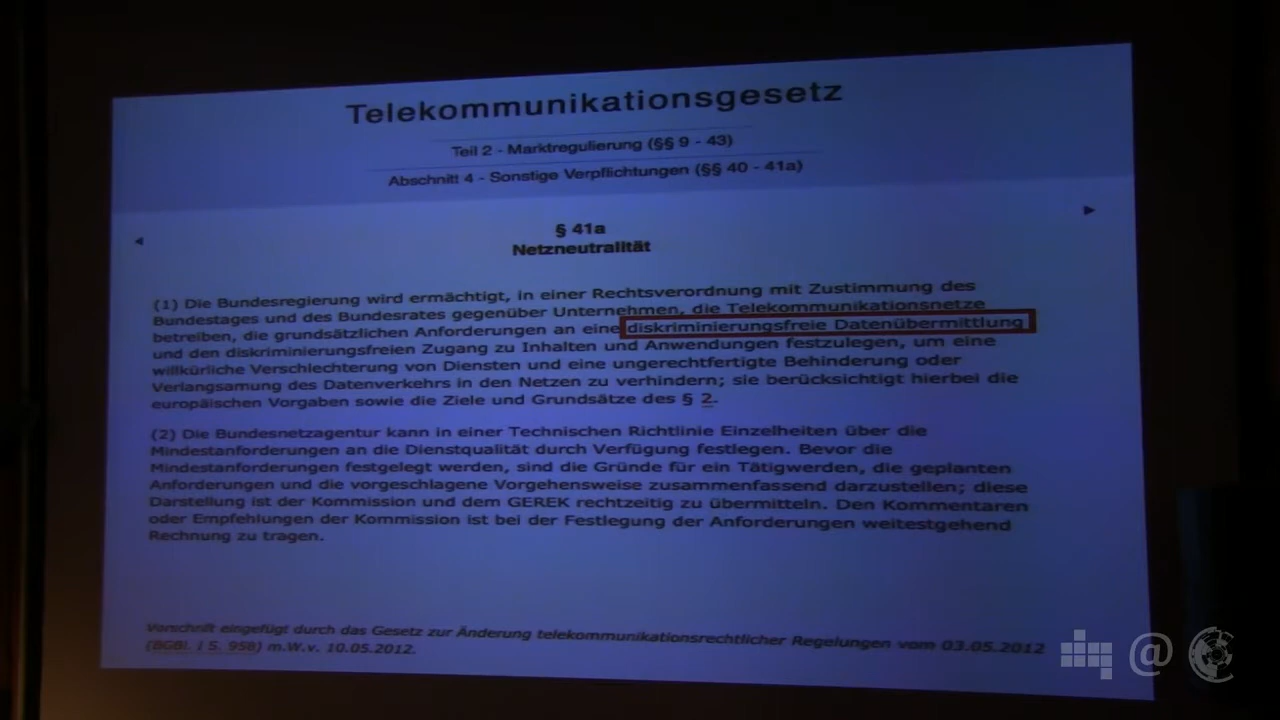 Telekommunikationsgesetz
Teil 2 - Marktregulierung (§§ 9 - 43)
Abschnitt 4 - Sonstige Verpflichtungen (§§ 40 - 41a)
§ 41a
Netzneutralität
(1) Die Bundesregierung wird ermächtigt, in einer Rechtsverordnung mit Zustimmung des
Bundestages und des Bundesrates gegenüber Unternehmen, die Telekommunikationsnetze
betreiben, die grundsätzlichen Anforderungen an eine diskriminierungsfreie Datenübermittlung
und den diskriminierungsfreien Zugang zu Inhalten und Anwendungen festzulegen, um eine
willkürliche Verschlechterung von Diensten und eine ungerechtfertigte Behinderung oder
Verlangsamung des Datenverkehrs in den Netzen zu verhindern; sie berücksichtigt hierbei die
europäischen Vorgaben sowie die Ziele und Grundsätze des § 2.
(2) Die Bundesnetzagentur kann in einer Technischen Richtlinie Einzelheiten über die
Mindestanforderungen an die Dienstqualität durch Verfügung festlegen. Bevor die
Mindestanforderungen festgelegt werden, sind die Gründe für ein Tätigwerden, die geplanten
Anforderungen und die vorgeschlagene Vorgehensweise zusammenfassend darzustellen; diese
Darstellung ist der Kommission und dem GEREK rechtzeitig zu übermitteln. Den Kommentaren
oder Empfehlungen der Kommission ist bei der Festlegung der Anforderungen weitestgehend
Rechnung zu tragen.
Vorschrift eingefügt durch das Gesetz zur Änderung telekommunikationsrechtlicher Regelungen vom 03.05.2012
(BGBl. I S. 958) m.W.v. 10.05.2012.
@